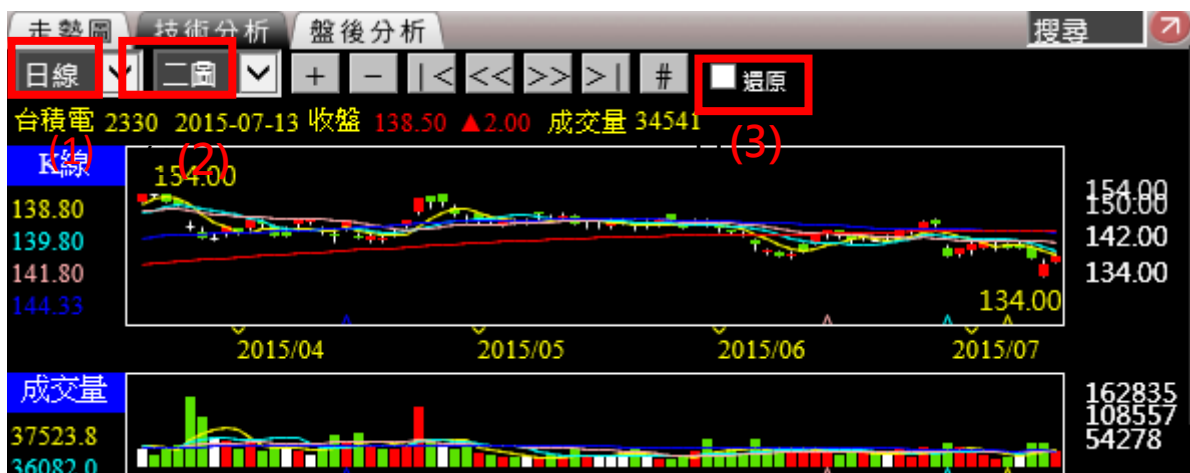 走勢圖 技術分析 盤後分析 搜尋
日線 二圖 + - |< << >> >| # 還原
台積電 2330 2015-07-13 收盤 138.50 ▲2.00 成交量 34541
(1) (2) (3)
K線 154.00
154.00
150.00
138.80
142.00
139.80
134.00
141.80
144.33 134.00
2015/04 2015/05 2015/06 2015/07
成交量 162835
108557
37523.8 54278
36082.0